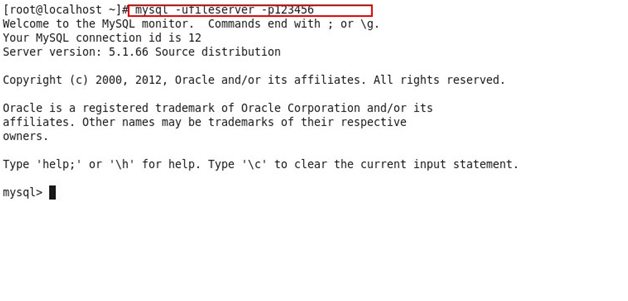 [root@localhost ~]# mysql -ufileserver -p123456
Welcome to the MySQL monitor.  Commands end with ; or \g.
Your MySQL connection id is 12
Server version: 5.1.66 Source distribution
Copyright (c) 2000, 2012, Oracle and/or its affiliates. All rights reserved.
Oracle is a registered trademark of Oracle Corporation and/or its
affiliates. Other names may be trademarks of their respective
owners.
Type 'help;' or '\h' for help. Type '\c' to clear the current input statement.
mysql>